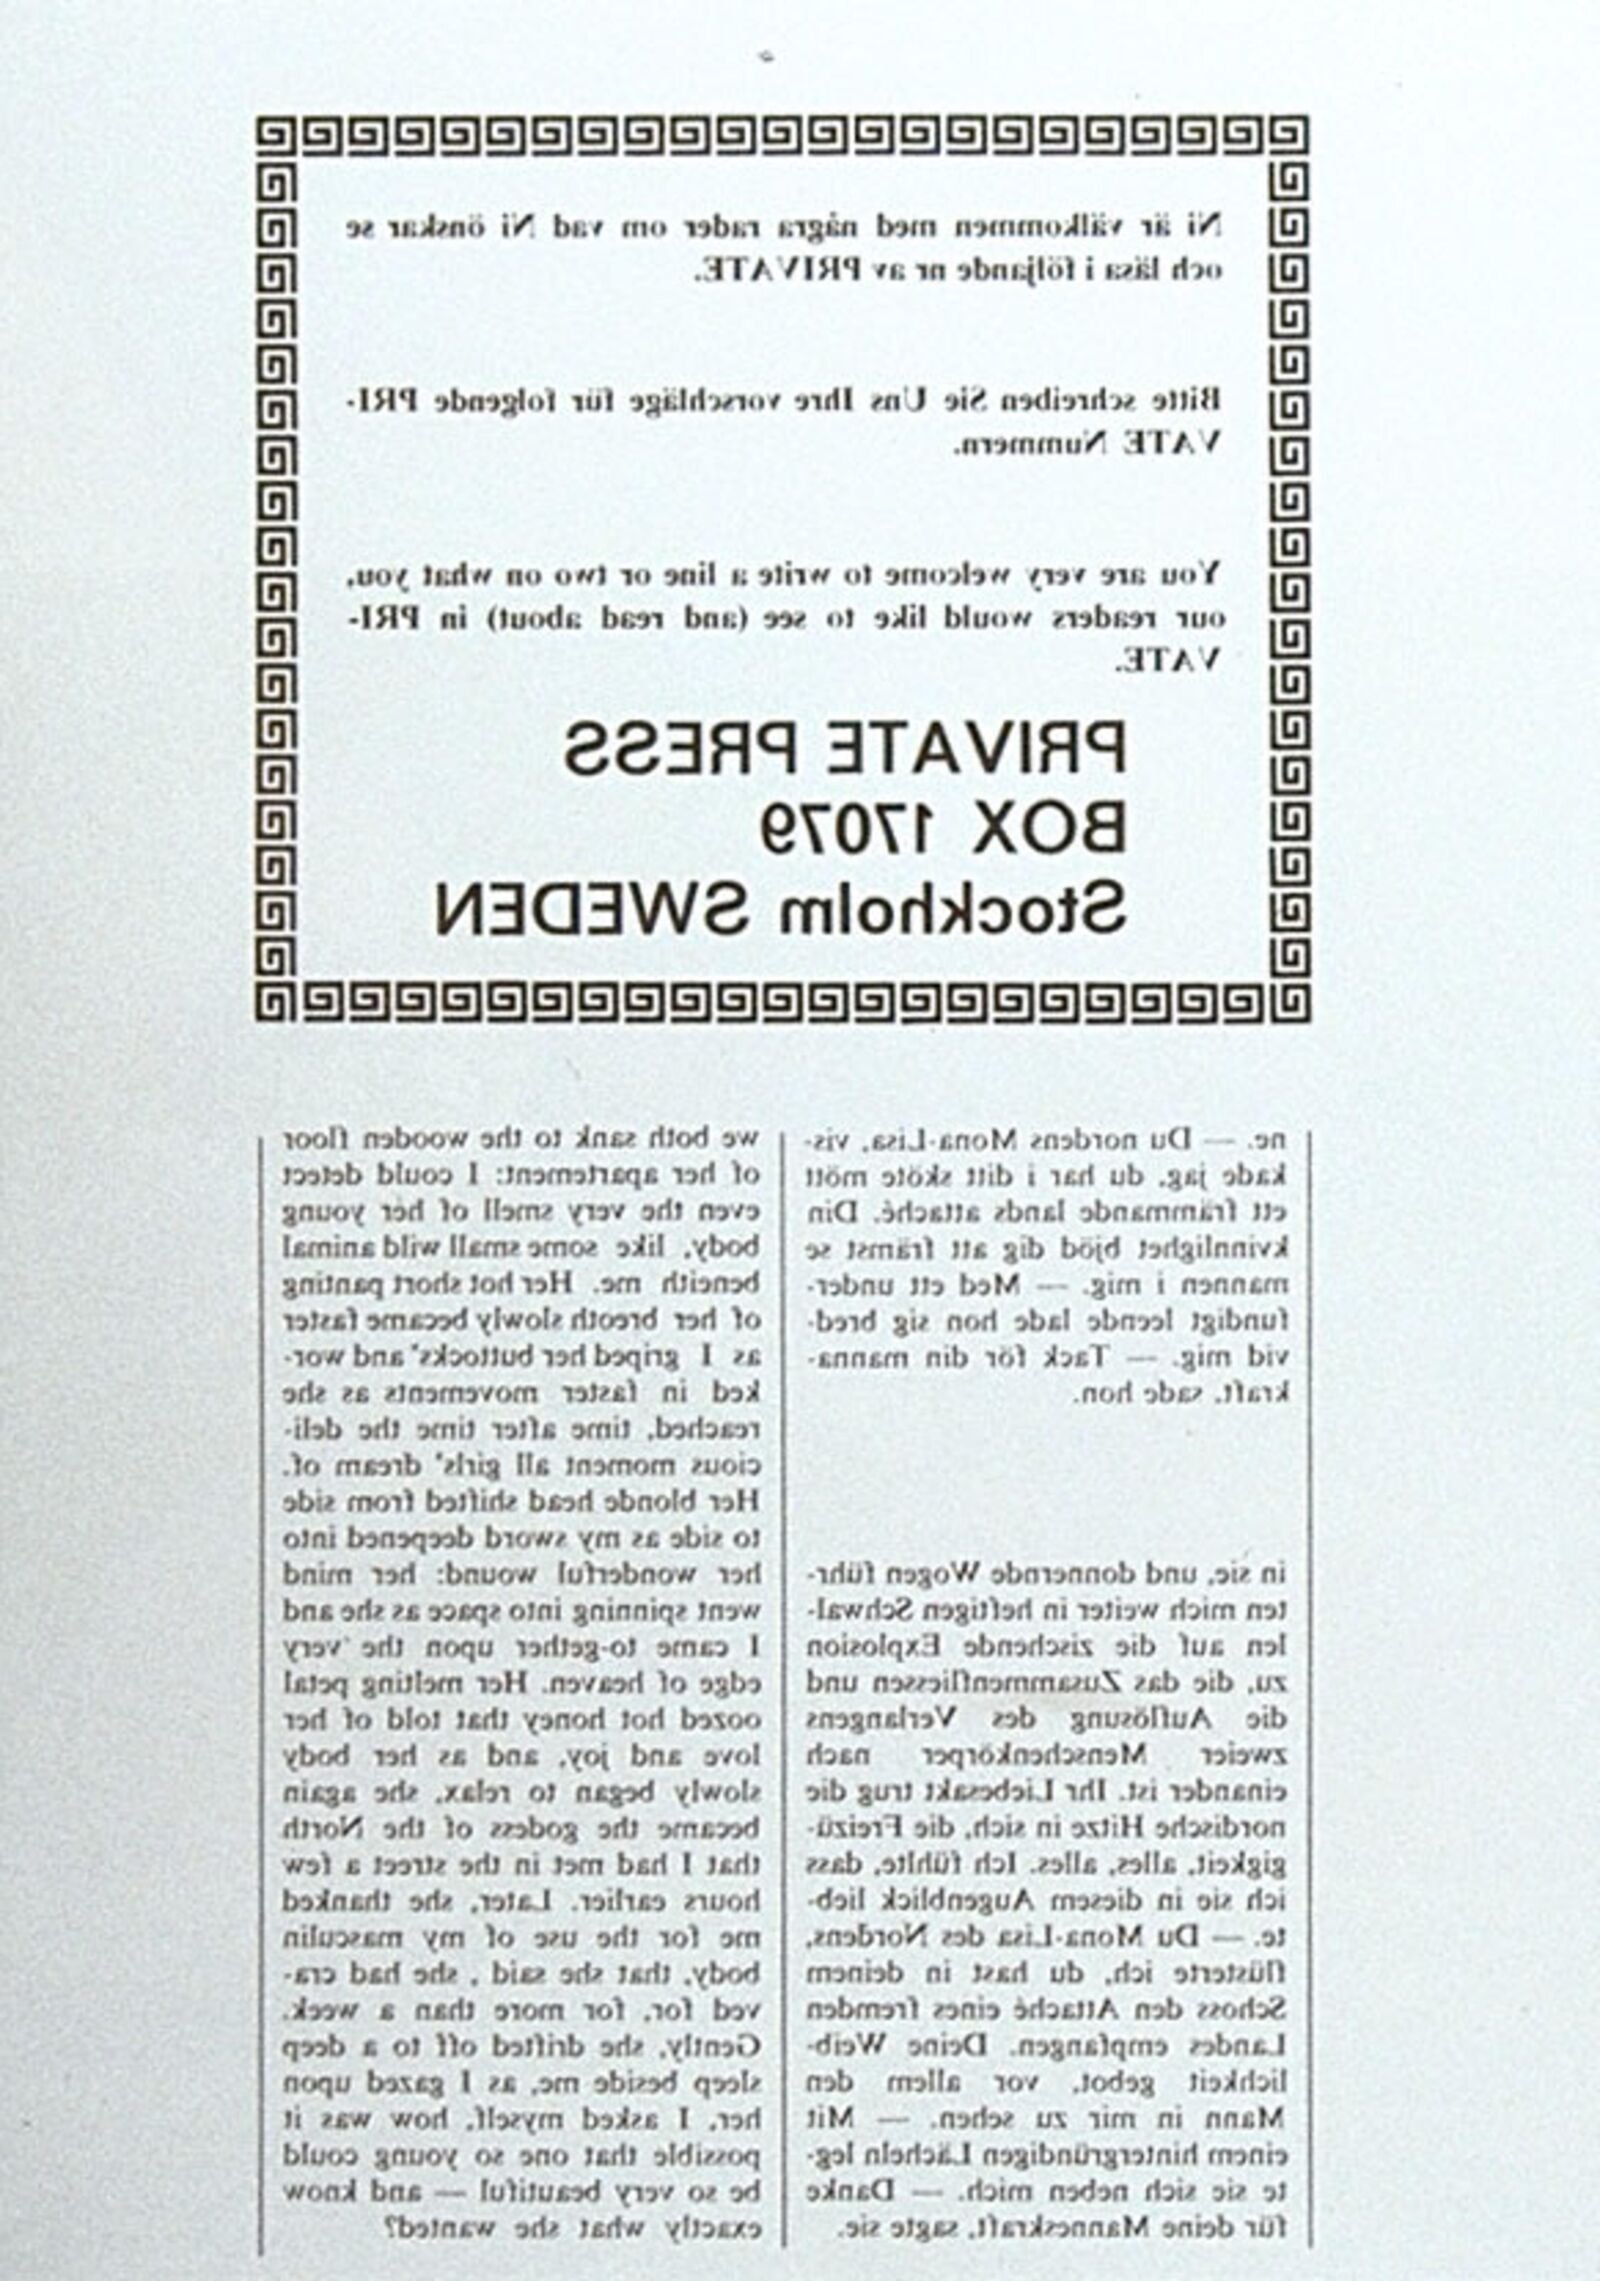 Ni är välkommen med några rader om vad Ni önskar se
och läsa i följande nr av PRIVATE.
Bitte schreiben Sie Uns Ihre vorschläge für folgende PRI-
VATE Nummern.
You are very welcome to write a line or two on what you,
our readers would like to see (and read about) in PRI-
VATE.
PRIVATE PRESS
BOX 17079
Stockholm SWEDEN
ne. — Du nordens Mona-Lisa, vis-
kade jag, du har i ditt sköte mött
ett främmande lands attaché. Din
kvinnlighet bjöd dig att främst se
mannen i mig. — Med ett under-
fundigt leende lade hon sig bred-
vid mig. — Tack för din manna-
kraft, sade hon.
in sie, und donnernde Wogen führ-
ten mich weiter in heftigen Schwal-
len auf die zischende Explosion
zu, die das Zusammenfliessen und
die Auflösung des Verlangens
zweier Menschenkörper nach
einander ist. Ihr Liebesakt trug die
nordische Hitze in sich, die Freizü-
gigkeit, alles, alles. Ich fühlte, dass
ich sie in diesem Augenblick lieb-
te. — Du Mona-Lisa des Nordens,
flüsterte ich, du hast in deinem
Schoss den Attaché eines fremden
Landes empfangen. Deine Weib-
lichkeit gebot, vor allem den
Mann in mir zu sehen. — Mit
einem hintergründigen Lächeln leg-
te sie sich neben mich. — Danke
für deine Manneskraft, sagte sie.
we both sank to the wooden floor
of her apartement: I could detect
even the very smell of her young
body, like some small wild animal
beneith me. Her hot short panting
of her breoth slowly became faster
as I griped her buttocks' and wor-
ked in faster movements as she
reached, time after time the deli-
cious moment all girls' dream of.
Her blonde head shifted from side
to side as my sword deepened into
her wonderful wound: her mind
went spinning into space as she and
I came to-gether upon the very
edge of heaven. Her melting petal
oozed hot honey that told of her
love and joy, and as her body
slowly began to relax, she again
became the godess of the North
that I had met in the street a few
hours earlier. Later, she thanked
me for the use of my masculin
body, that she said , she had cra-
ved for, for more than a week.
Gently, she drifted off to a deep
sleep beside me, as I gazed upon
her, I asked myself, how was it
possible that one so young could
be so very beautiful — and know
exactly what she wanted?